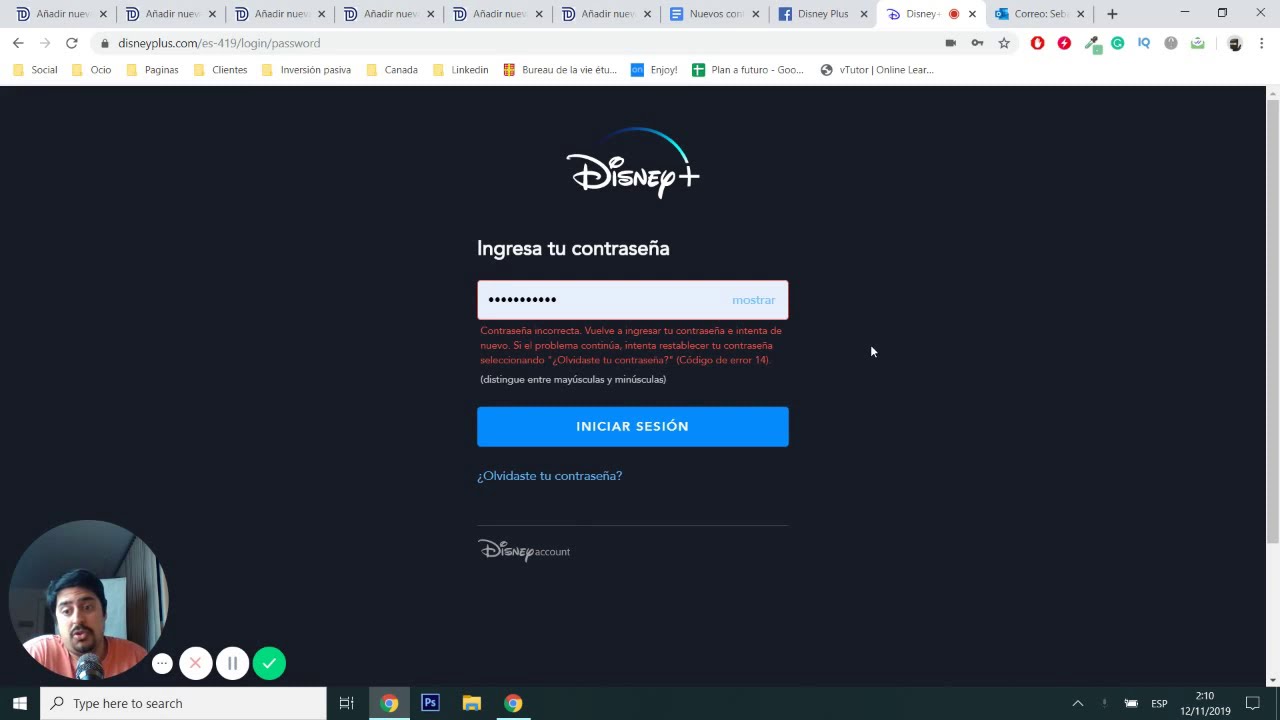 Añadir nuev
Añadir nuev
Añadir nuev
Añadir nuev
Añadir nuev
Añadir nuev
Nuevos con
Disney Plus
Disney+
Correo: Seb
disneyplus.com/es-419/login/password
IQ
Social
Ocio
Paginas
Clientes
Inversión pasiva
Canada
Linkedin
Bureau de la vie étu...
on
Enjoy!
Plan a futuro - Goo...
vTutor | Online Lear...
Disney+
Ingresa tu contraseña
mostrar
Contraseña incorrecta. Vuelve a ingresar tu contraseña e intenta de
nuevo. Si el problema continúa, intenta restablecer tu contraseña
seleccionando "¿Olvidaste tu contraseña?" (Código de error 14).
(distingue entre mayúsculas y minúsculas)
INICIAR SESIÓN
¿Olvidaste tu contraseña?
Disney account
Type here to search
Ps
ESP
2:10
12/11/2019